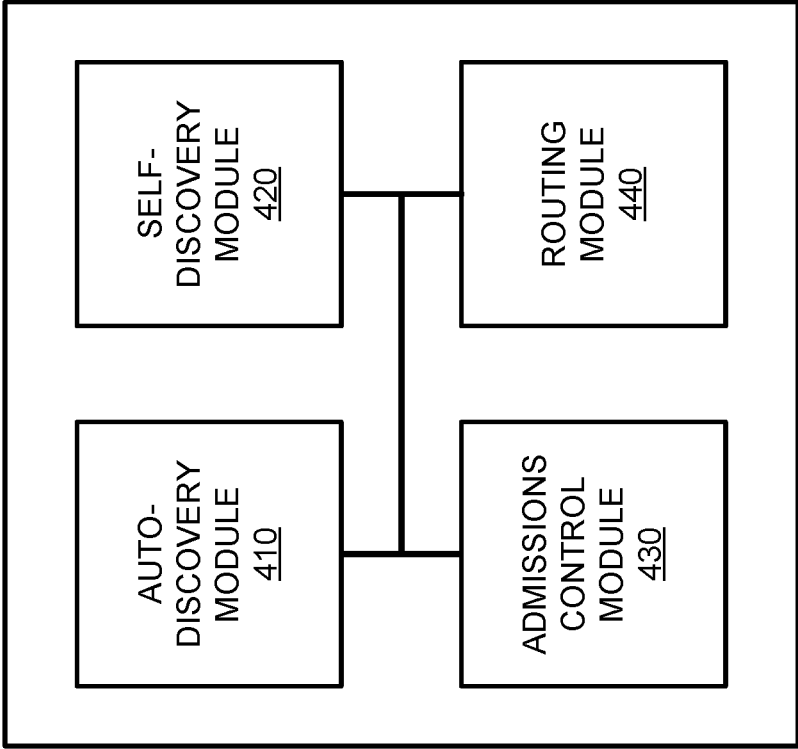 AUTO-
DISCOVERY
MODULE
410
SELF-
DISCOVERY
MODULE
420
ADMISSIONS
CONTROL
MODULE
430
ROUTING
MODULE
440